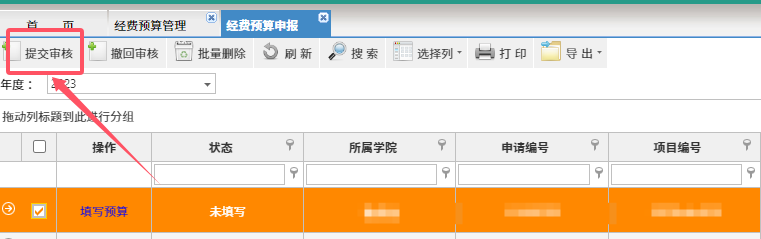 首 页 经费预算管理 经费预算申报
提交审核 撤回审核 批量删除 刷 新 搜 索 选择列 打 印 导 出
年度： 2023
拖动列标题到此进行分组
操作 状态 所属学院 申请编号 项目编号
填写预算 未填写